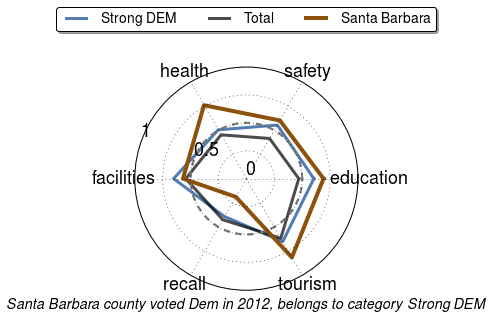 Strong DEM Total Santa Barbara
health safety
1
0.5
0
facilities education
recall tourism
Santa Barbara county voted Dem in 2012, belongs to category Strong DEM